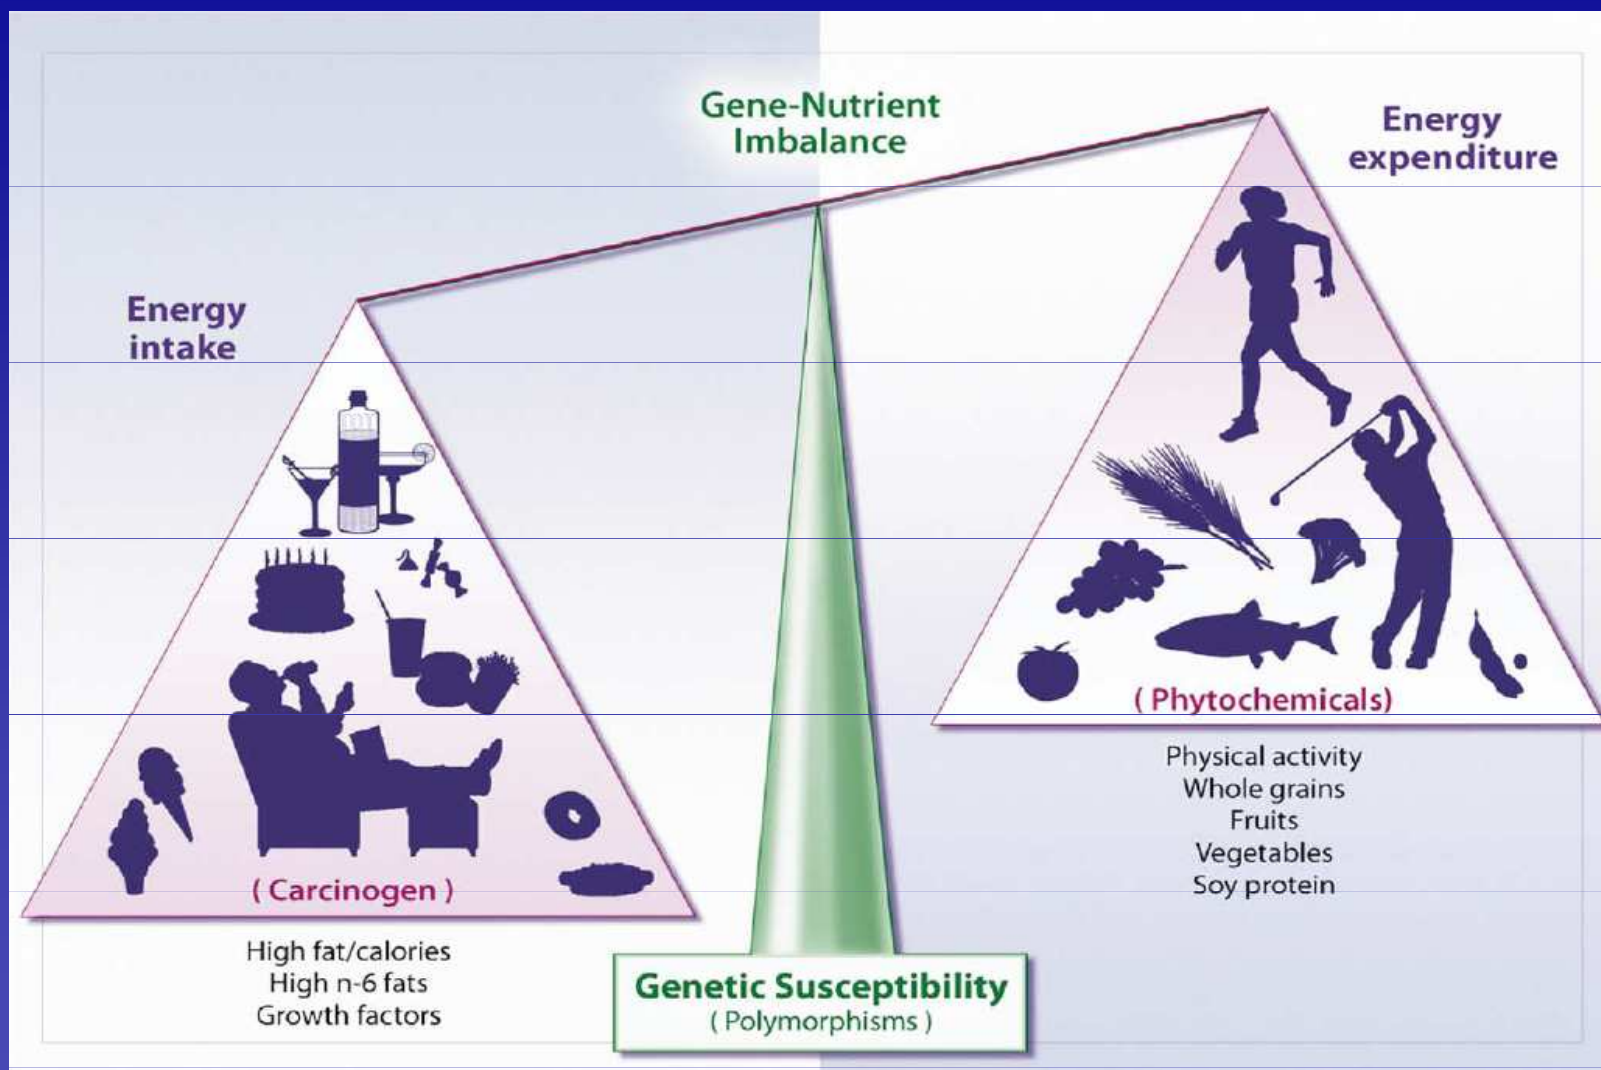 Gene-Nutrient
Imbalance
Energy
expenditure
Energy
intake
( Phytochemicals)
Physical activity
Whole grains
Fruits
Vegetables
Soy protein
( Carcinogen )
High fat/calories
High n-6 fats
Growth factors
Genetic Susceptibility
( Polymorphisms )